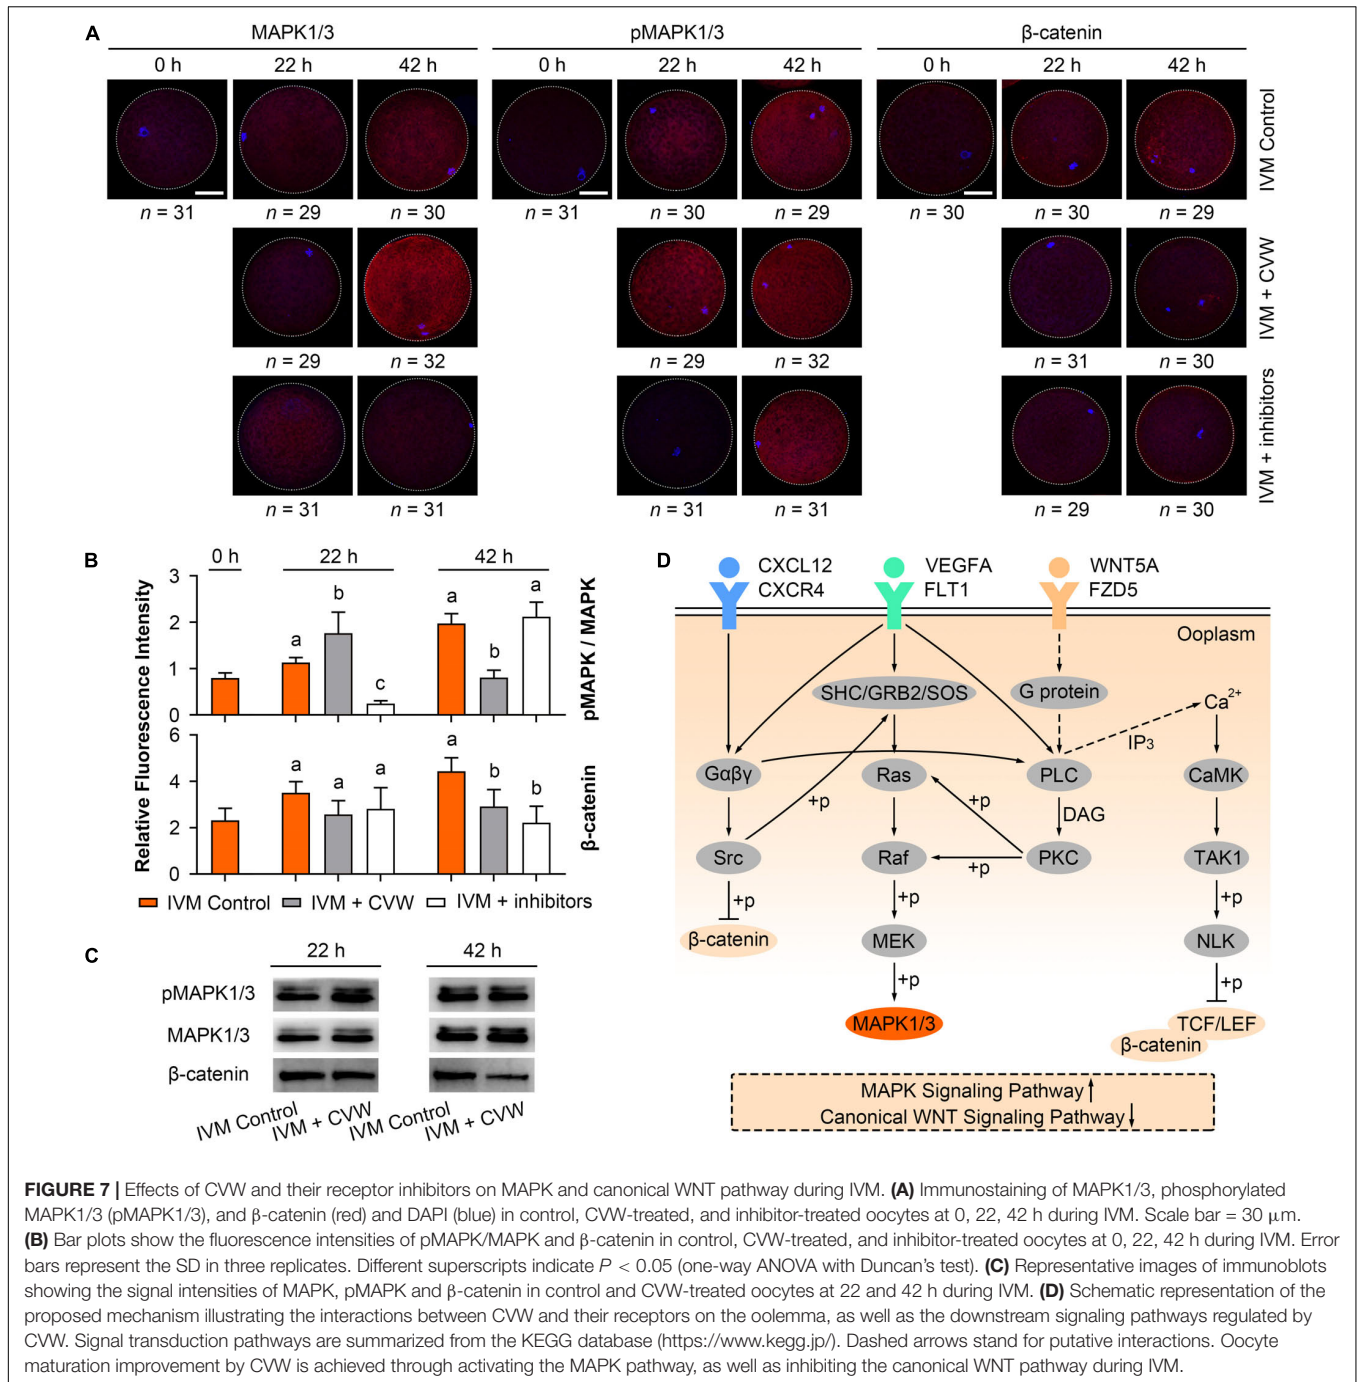 A
MAPK1/3 pMAPK1/3 β-catenin
0 h 22 h 42 h 0 h 22 h 42 h 0 h 22 h 42 h
IVM Control
n = 31 n = 29 n = 30 n = 31 n = 30 n = 29 n = 30 n = 30 n = 29
IVM + CVW
n = 29 n = 32 n = 29 n = 32 n = 31 n = 30
IVM + inhibitors
n = 31 n = 31 n = 31 n = 31 n = 29 n = 30
B
0 h 22 h 42 h
Relative Fluorescence Intensity
3
2
1
0
a b c a b a
pMAPK / MAPK
6
4
2
0
a a a a b b
β-catenin
IVM Control IVM + CVW IVM + inhibitors
C
22 h 42 h
pMAPK1/3
MAPK1/3
β-catenin
IVM Control IVM + CVW IVM Control IVM + CVW
D
CXCL12 VEGFA WNT5A
CXCR4 FLT1 FZD5
Ooplasm
SHC/GRB2/SOS G protein Ca2+
IP3
Gαβγ Ras PLC CaMK
+p +p DAG
Src Raf +p PKC TAK1
+p +p +p
β-catenin MEK NLK
+p +p
MAPK1/3 TCF/LEF
β-catenin
MAPK Signaling Pathway↑
Canonical WNT Signaling Pathway↓
FIGURE 7 | Effects of CVW and their receptor inhibitors on MAPK and canonical WNT pathway during IVM. (A) Immunostaining of MAPK1/3, phosphorylated
MAPK1/3 (pMAPK1/3), and β-catenin (red) and DAPI (blue) in control, CVW-treated, and inhibitor-treated oocytes at 0, 22, 42 h during IVM. Scale bar = 30 μm.
(B) Bar plots show the fluorescence intensities of pMAPK/MAPK and β-catenin in control, CVW-treated, and inhibitor-treated oocytes at 0, 22, 42 h during IVM. Error
bars represent the SD in three replicates. Different superscripts indicate P < 0.05 (one-way ANOVA with Duncan's test). (C) Representative images of immunoblots
showing the signal intensities of MAPK, pMAPK and β-catenin in control and CVW-treated oocytes at 22 and 42 h during IVM. (D) Schematic representation of the
proposed mechanism illustrating the interactions between CVW and their receptors on the oolemma, as well as the downstream signaling pathways regulated by
CVW. Signal transduction pathways are summarized from the KEGG database (https://www.kegg.jp/). Dashed arrows stand for putative interactions. Oocyte
maturation improvement by CVW is achieved through activating the MAPK pathway, as well as inhibiting the canonical WNT pathway during IVM.